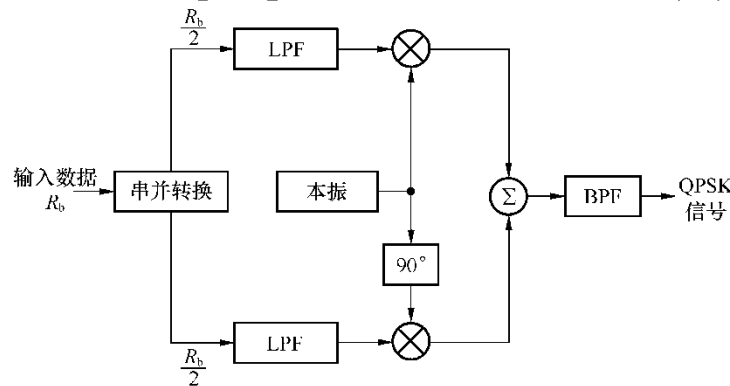 R_b/2
LPF
输入数据
R_b
串并转换
本振
Σ
BPF
QPSK
信号
90°
LPF
R_b/2